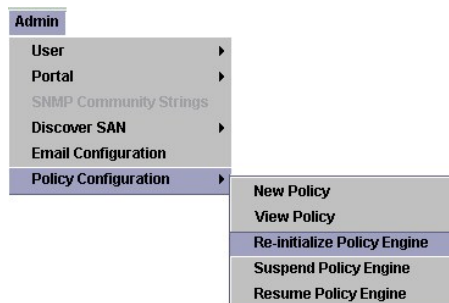 Admin
User
Portal
SNMP Community Strings
Discover SAN
Email Configuration
Policy Configuration
New Policy
View Policy
Re-initialize Policy Engine
Suspend Policy Engine
Resume Policy Engine